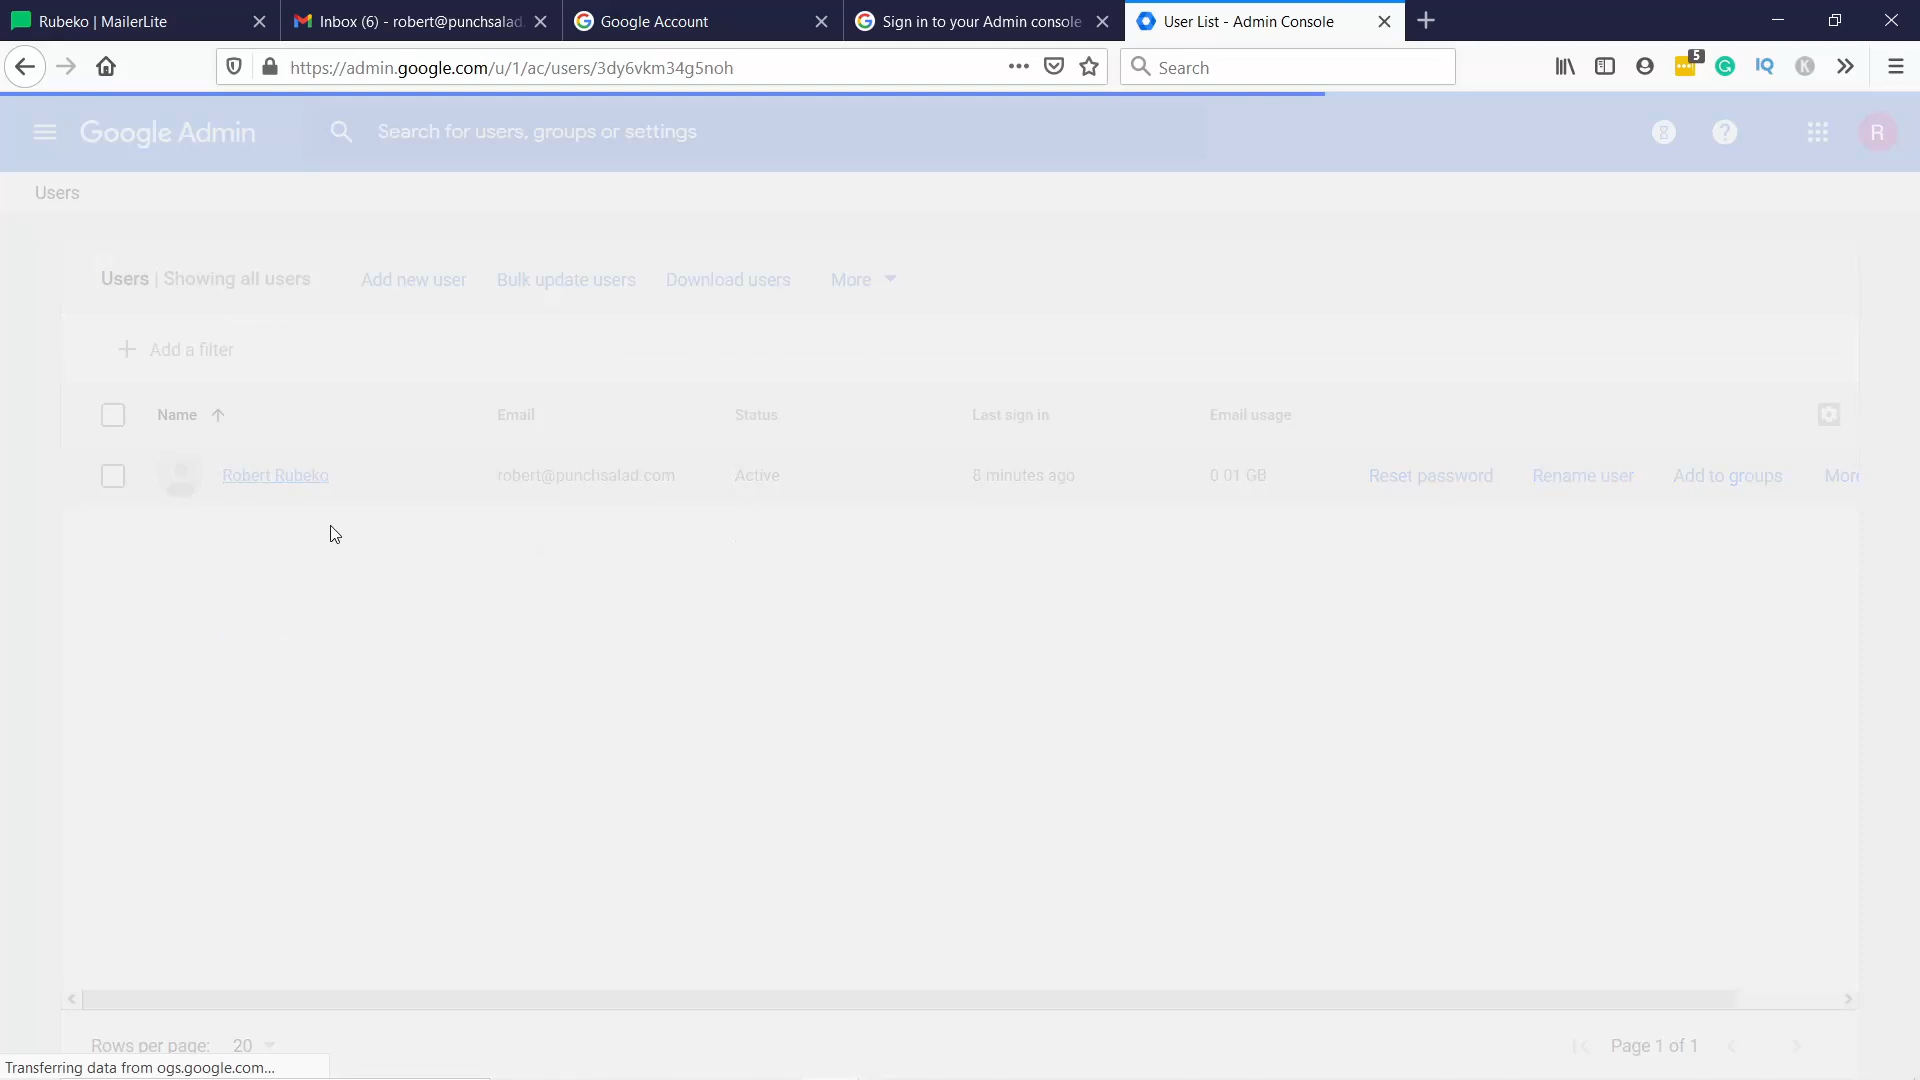 Rubeko | MailerLite
Inbox (6) - robert@punchsalad.
Google Account
Sign in to your Admin console
User List - Admin Console
https://admin.google.com/u/1/ac/users/3dy6vkm34g5noh
Search
5
IQ
K
Google Admin
Search for users, groups or settings
R
Users
Users | Showing all users
Add new user
Bulk update users
Download users
More
Add a filter
Name
Email
Status
Last sign in
Email usage
Robert Rubeko
robert@punchsalad.com
Active
8 minutes ago
0 01 GB
Reset password
Rename user
Add to groups
More
Rows per page: 20
Page 1 of 1
Transferring data from ogs.google.com...